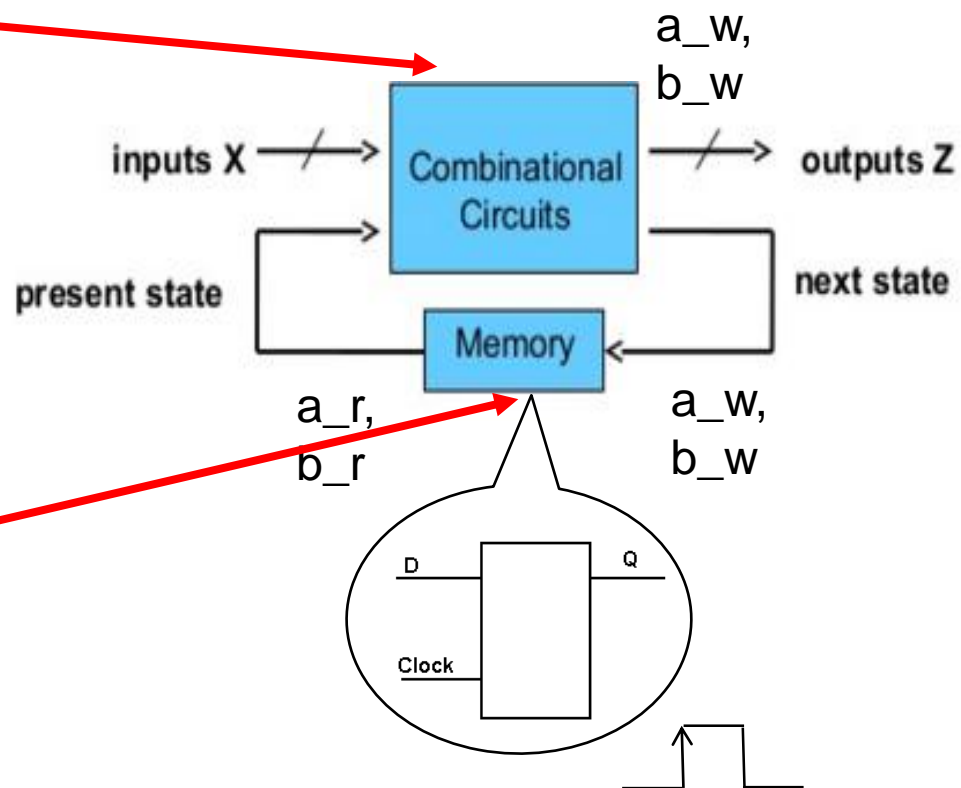 a_w,
b_w
inputs X
Combinational
Circuits
outputs Z
present state
next state
Memory
a_r,
b_r
a_w,
b_w
D
Q
Clock